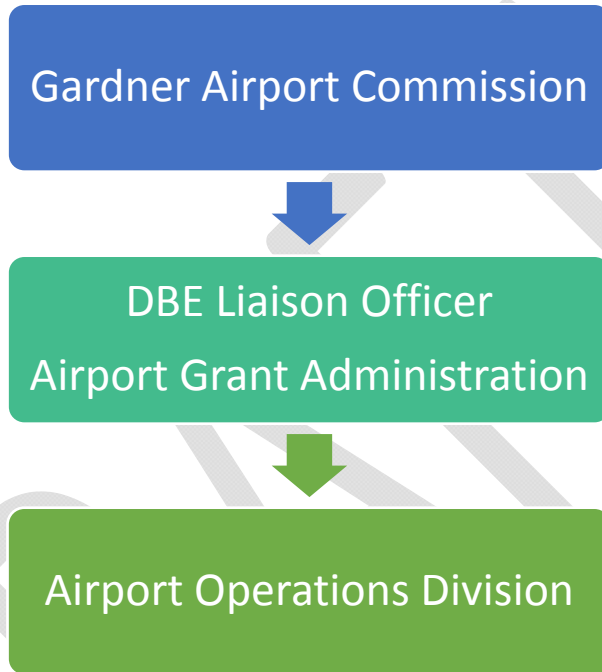 Gardner Airport Commission
DBE Liaison Officer
Airport Grant Administration
Airport Operations Division